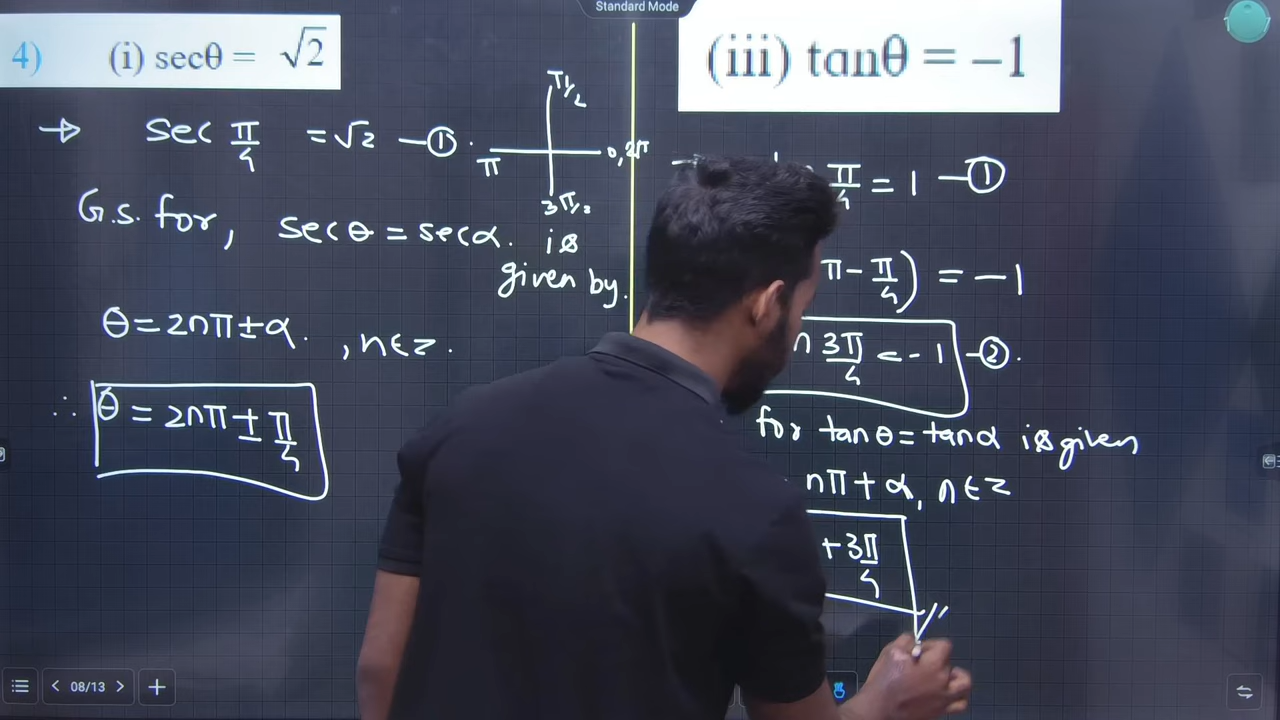 Standard Mode
4) (i) secθ = √2
→ sec π/4 = √2 — ①.
π/2
π
0, 2π
3π/2
G.s. for, secθ = secα. is
given by.
θ = 2nπ ± α. , n∈z.
∴ θ = 2nπ ± π/4
(iii) tanθ = −1
π/4 = 1 — ①
π − π/4) = −1
n 3π/4 = −1 — ②.
for tanθ = tanα is given
nπ + α, n∈z
+ 3π/4
08/13